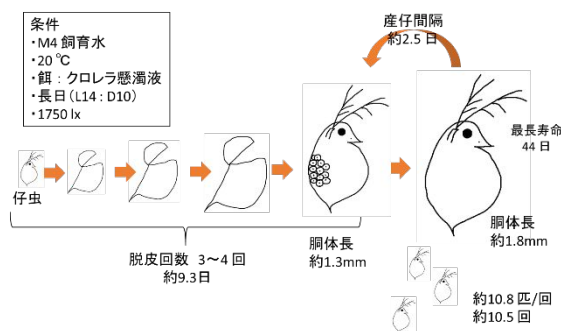 条件
・M4 飼育水
・20 ℃
・餌：クロレラ懸濁液
・長日（L14：D10）
・1750 lx
産仔間隔
約2.5 日
最長寿命
44 日
仔虫
脱皮回数 3～4 回
約9.3日
胴体長
約1.3mm
胴体長
約1.8mm
約10.8 匹/回
約10.5 回